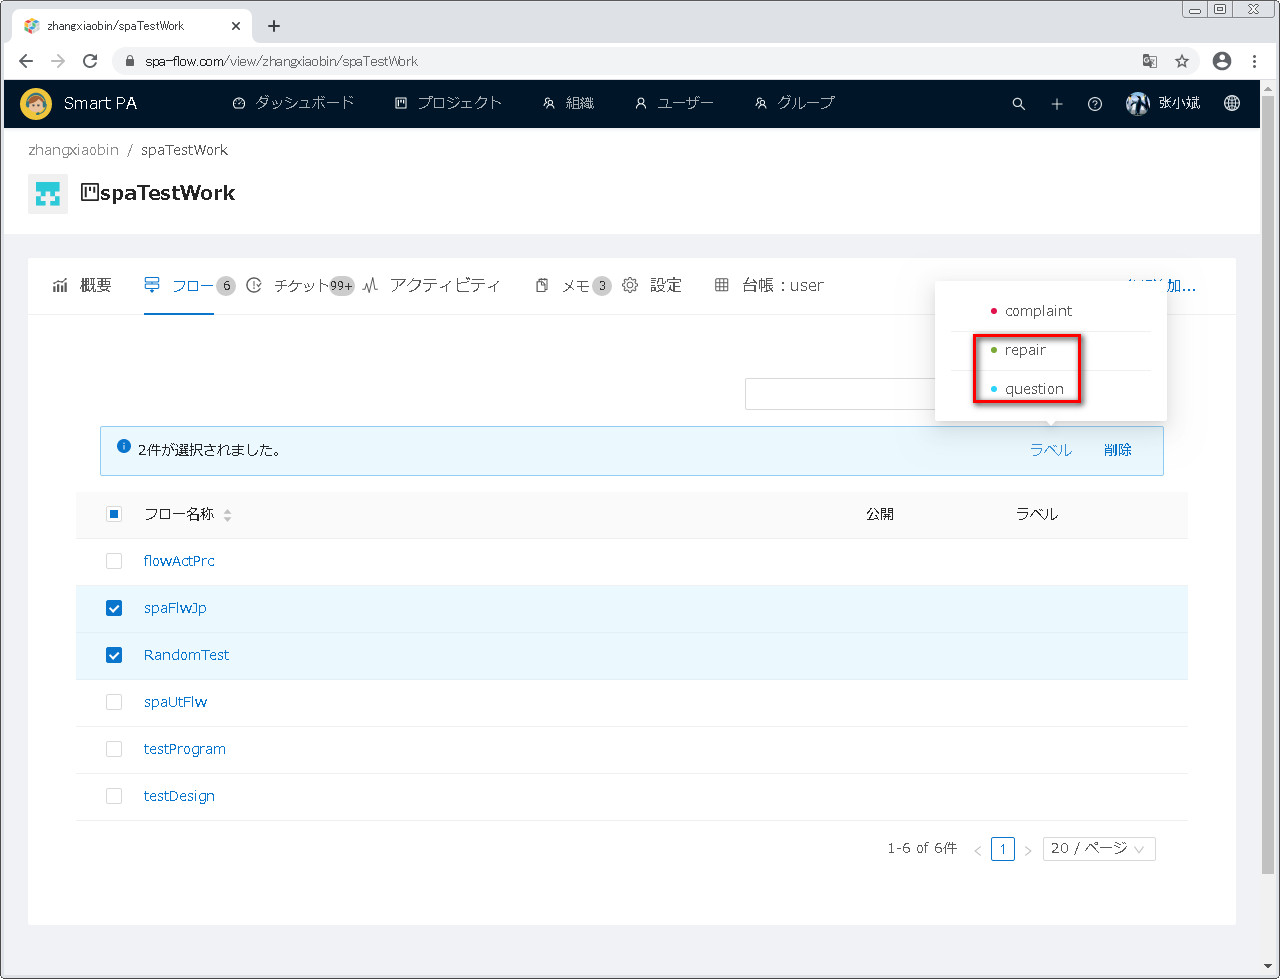 zhangxiaobin/spaTestWork
spa-flow.com/view/zhangxiaobin/spaTestWork
Smart PA
ダッシュボード
プロジェクト
組織
ユーザー
グループ
张小斌
zhangxiaobin / spaTestWork
spaTestWork
概要
フロー 6
チケット 99+
アクティビティ
メモ 3
設定
台帳:user
加...
complaint
repair
question
2件が選択されました。
ラベル
削除
フロー名称
公開
ラベル
flowActPrc
spaFlwJp
RandomTest
spaUtFlw
testProgram
testDesign
1-6 of 6件
1
20 / ページ